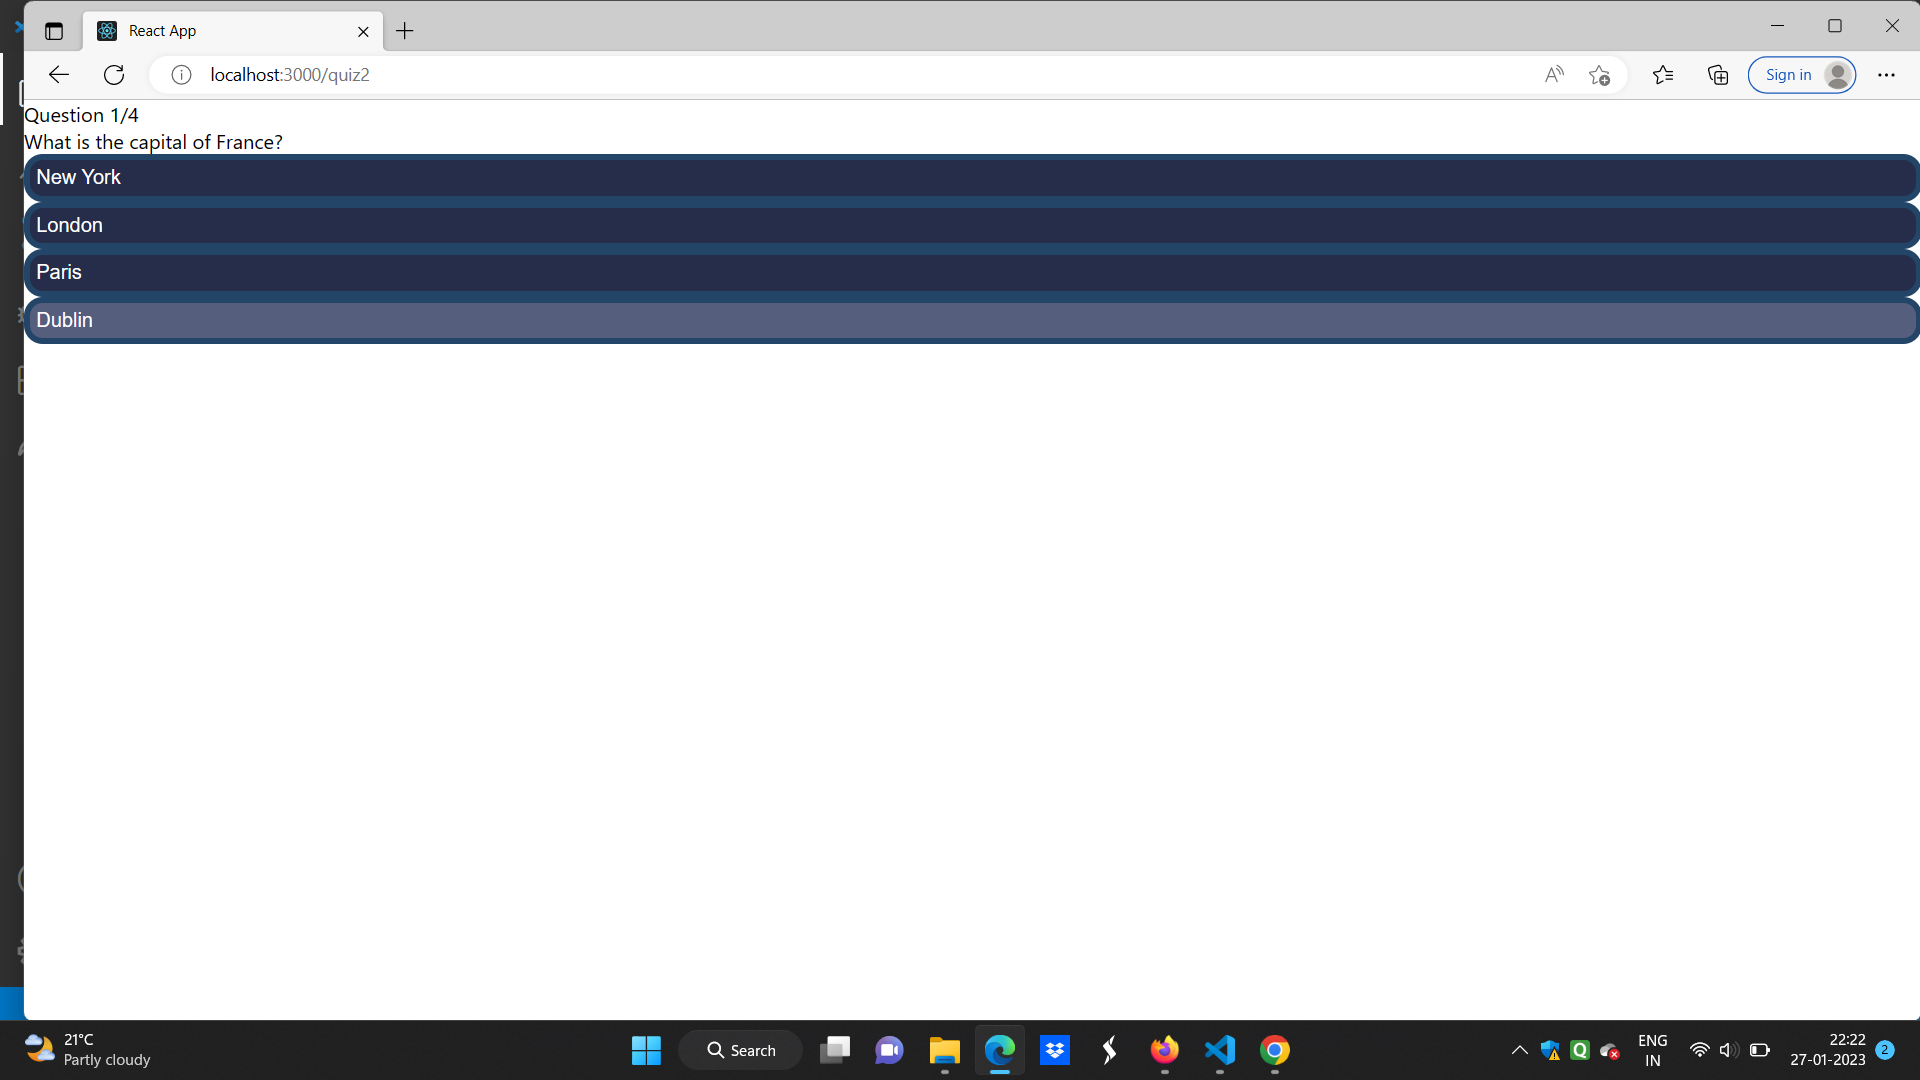 React App
localhost:3000/quiz2
Sign in
Question 1/4
What is the capital of France?
New York
London
Paris
Dublin
21°C
Partly cloudy
Search
ENG
IN
22:22
27-01-2023
2